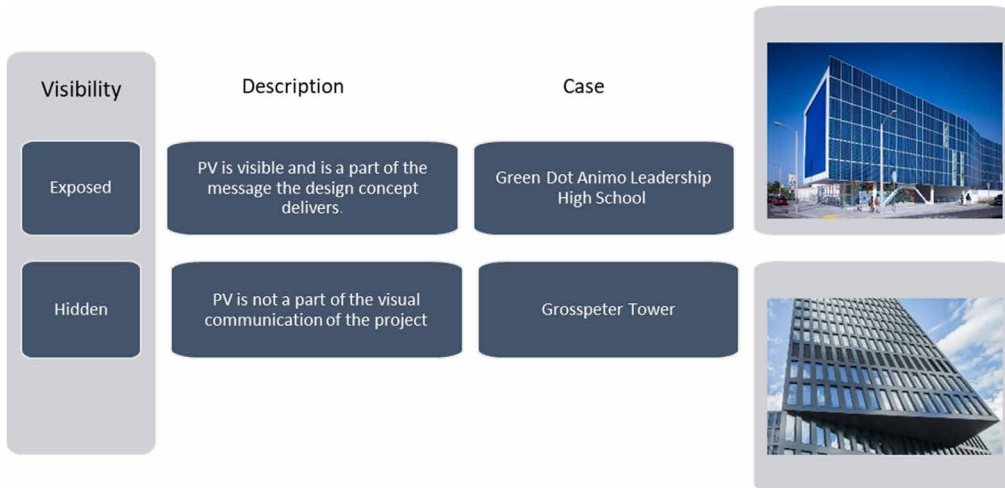 Visibility
Description
Case
Exposed
PV is visible and is a part of the
message the design concept
delivers.
Green Dot Animo Leadership
High School
Hidden
PV is not a part of the visual
communication of the project
Grosspeter Tower